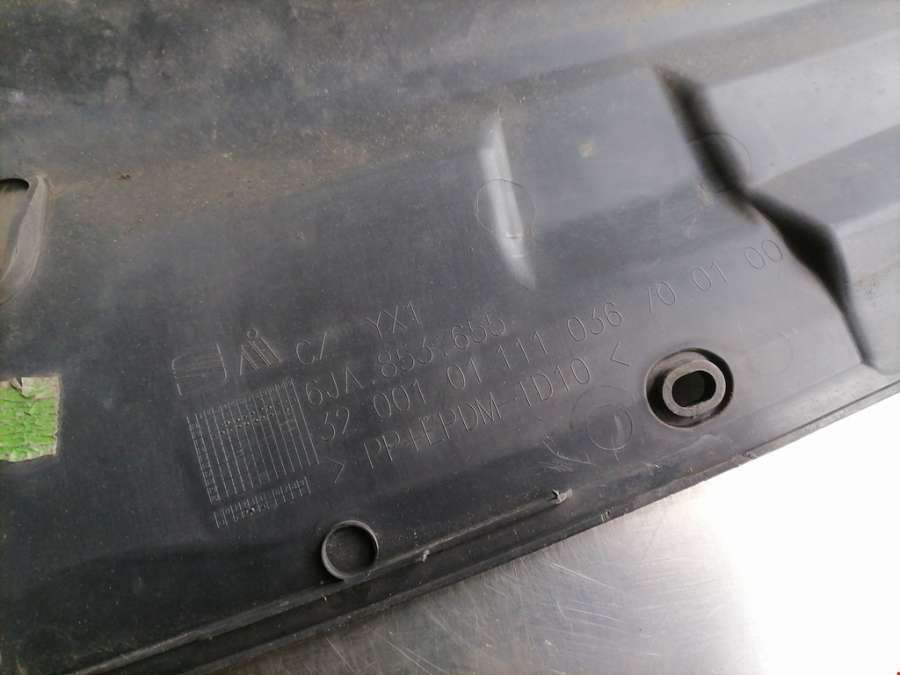 CZ YX1
6JA.853.655
32 001 01 111 036 70 01 00
> PP+EPDM-TD10 <